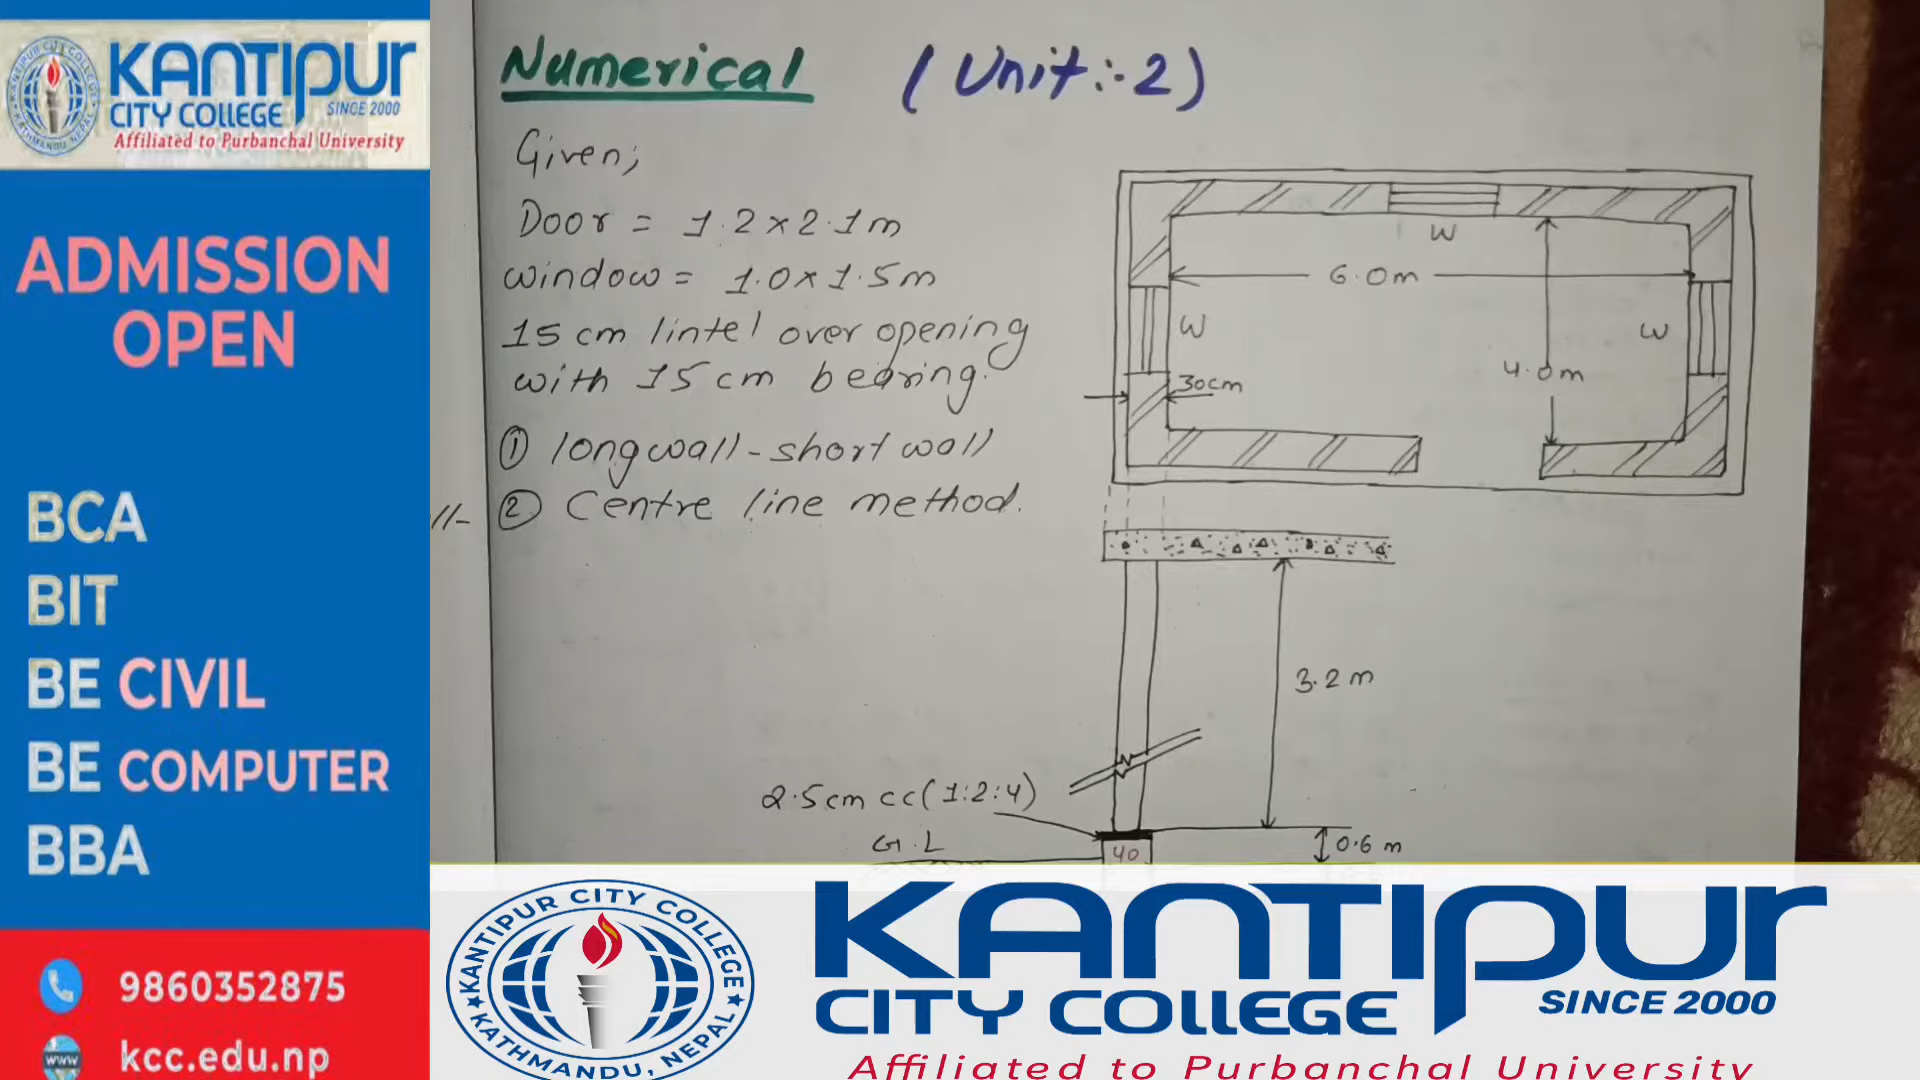 KANTIPUR
CITY COLLEGE SINCE 2000
Affiliated to Purbanchal University
ADMISSION
OPEN
BCA
BIT
BE CIVIL
BE COMPUTER
BBA
9860352875
www
kcc.edu.np
Numerical (Unit:-2)
Given;
Door = 1.2 x 2.1m
window = 1.0 x 1.5m
15 cm lintel over opening
with 15 cm bearing.
① longwall - short wall
② Centre line method.
W
6.0m
W
W
4.0m
30cm
3.2 m
2.5cm cc (1:2:4)
G.L
40
0.6 m
KANTIPUR CITY COLLEGE
KATHMANDU, NEPAL
KANTIPUR
CITY COLLEGE SINCE 2000
Affiliated to Purbanchal University